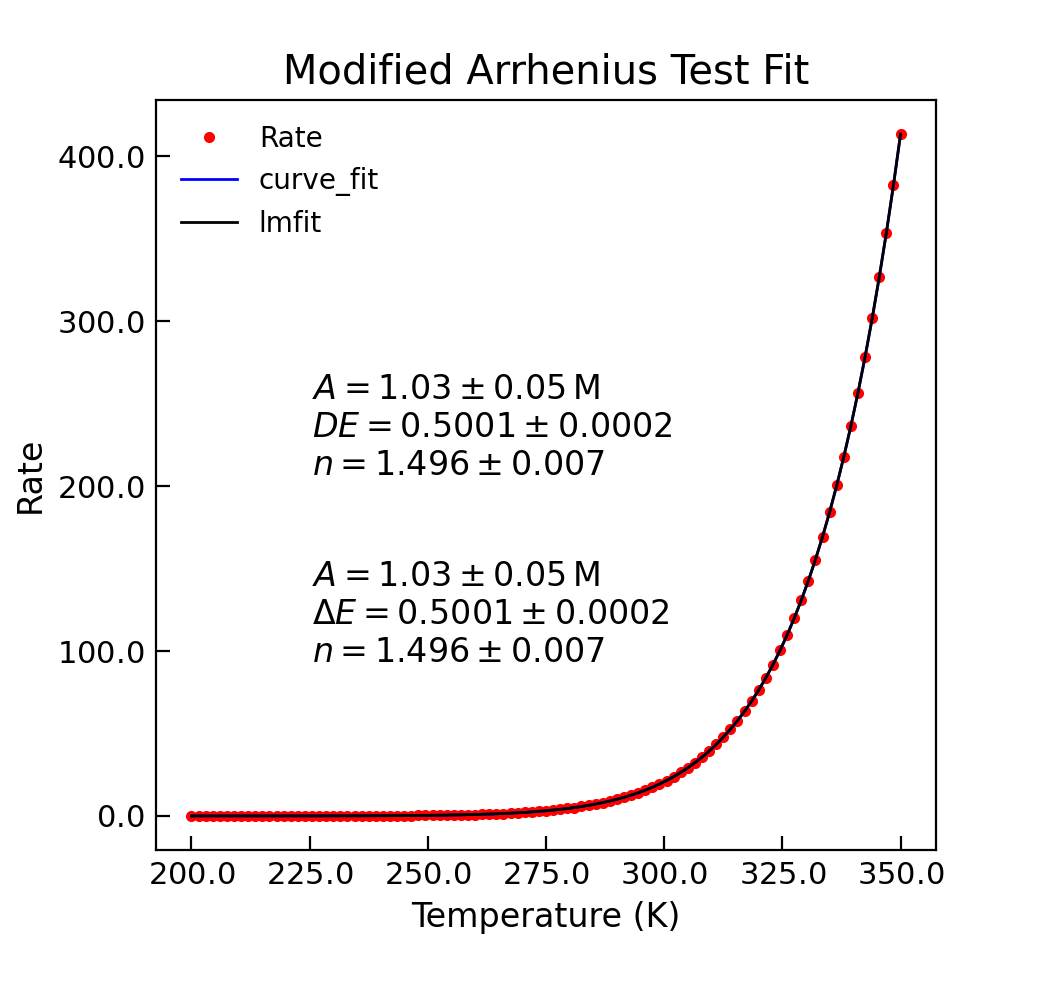 Modified Arrhenius Test Fit
Rate
curve_fit
lmfit
400.0
300.0
200.0
100.0
0.0
Rate
A = 1.03 ± 0.05 M
DE = 0.5001 ± 0.0002
n = 1.496 ± 0.007
A = 1.03 ± 0.05 M
ΔE = 0.5001 ± 0.0002
n = 1.496 ± 0.007
200.0 225.0 250.0 275.0 300.0 325.0 350.0
Temperature (K)